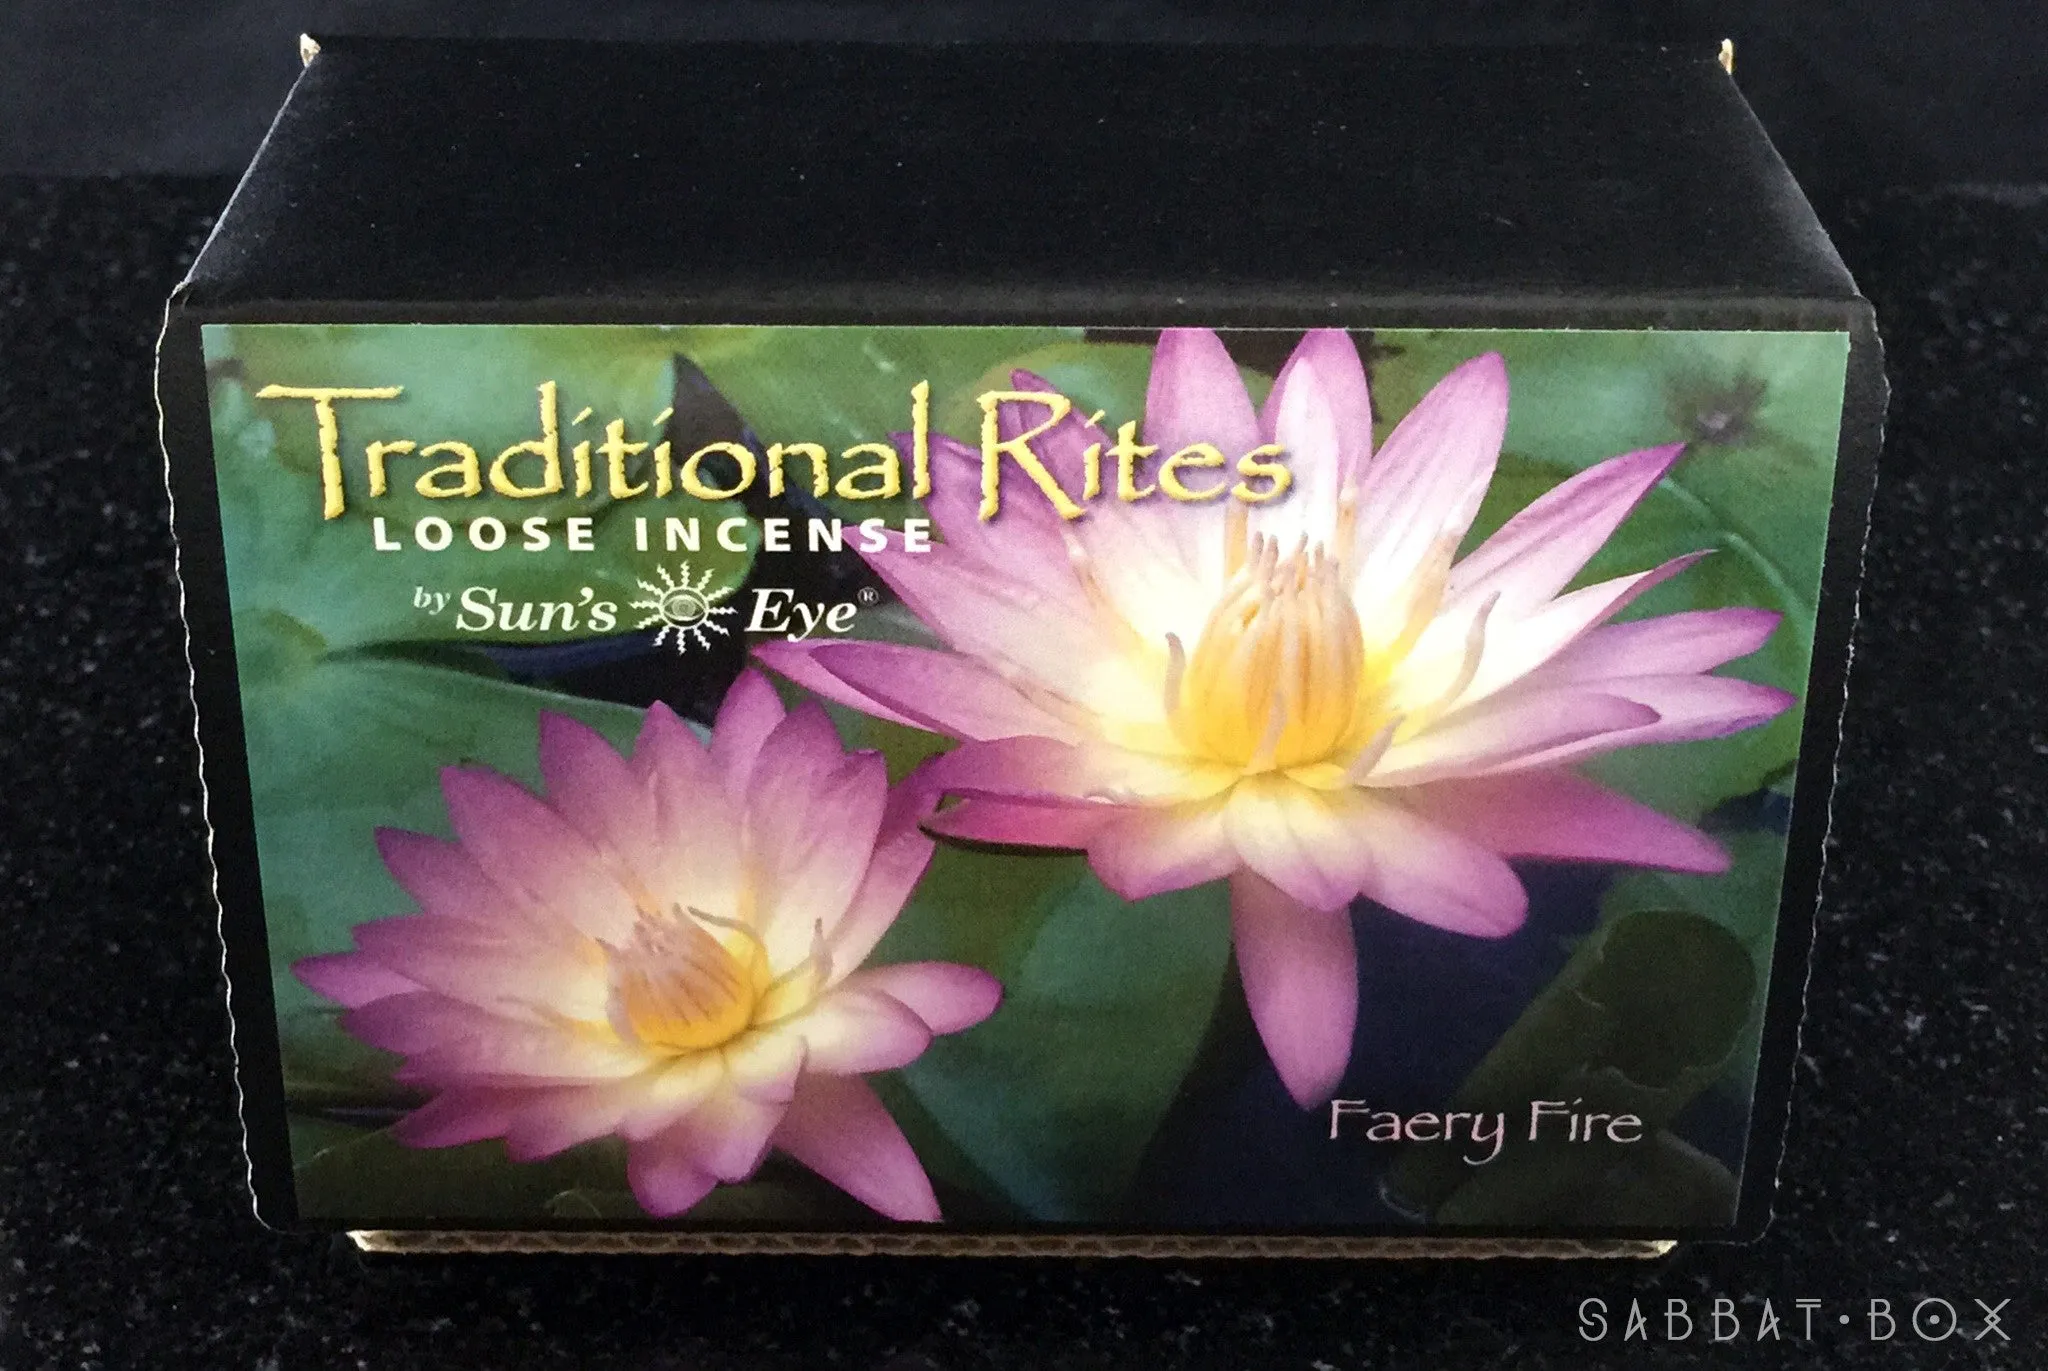 Traditional Rites
LOOSE INCENSE
by Sun's Eye®
Faery Fire
SABBAT·BOX